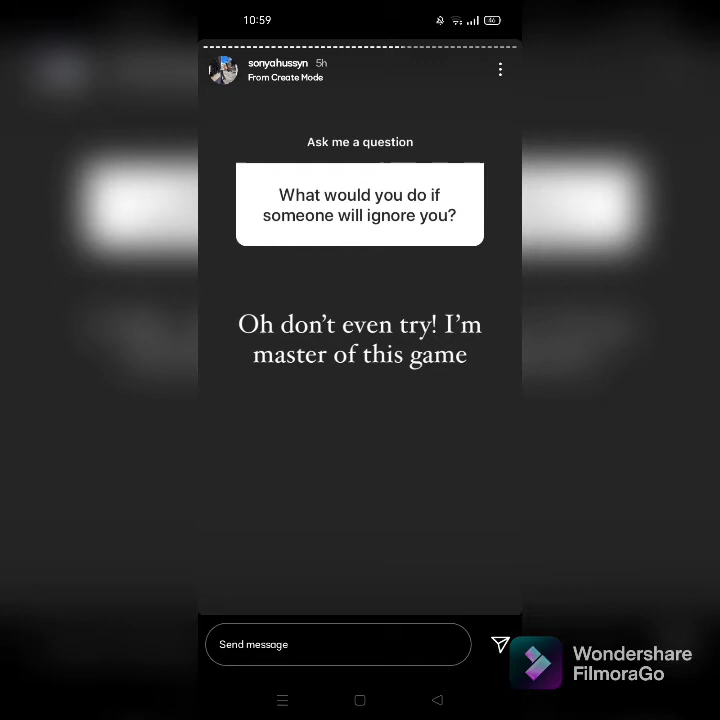 10:59
46
sonyahussyn 5h
From Create Mode
Ask me a question
What would you do if
someone will ignore you?
Oh don’t even try! I’m
master of this game
Send message
Wondershare
FilmoraGo